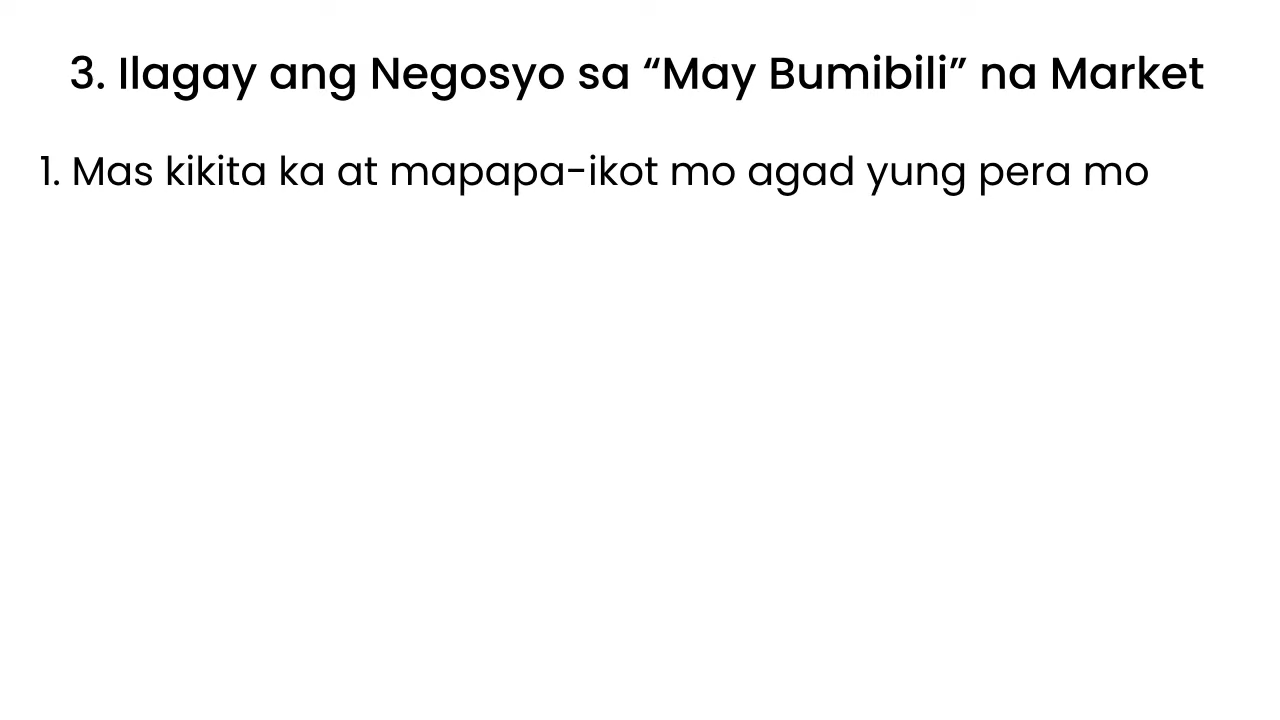 3. Ilagay ang Negosyo sa “May Bumibili” na Market
1. Mas kikita ka at mapapa-ikot mo agad yung pera mo